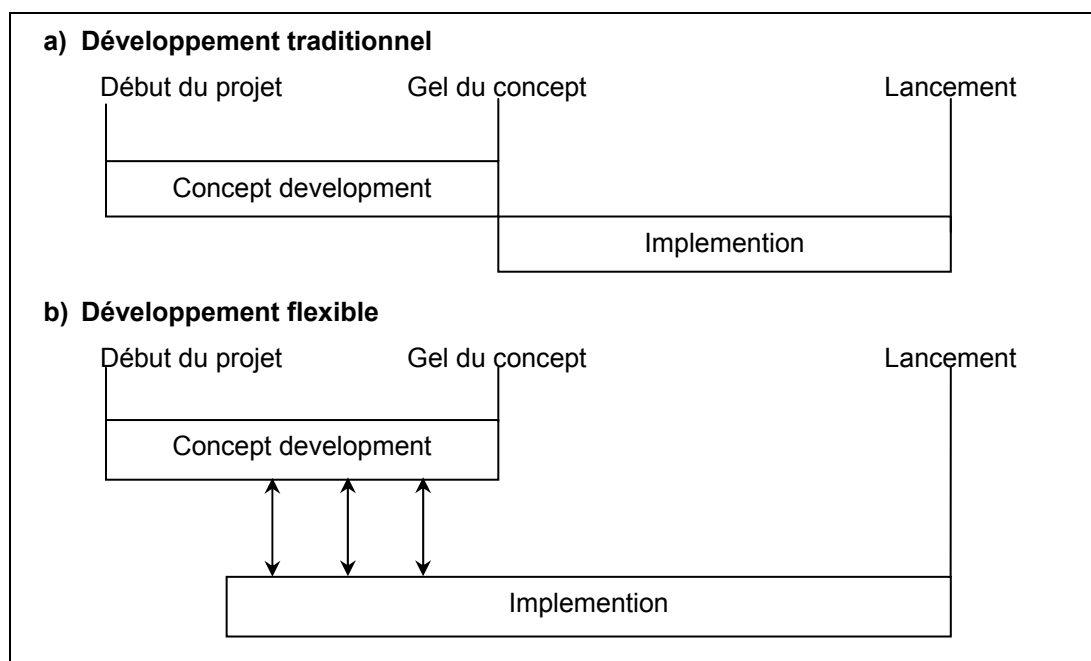 a) Développement traditionnel
Début du projet Gel du concept Lancement
Concept development
Implemention
b) Développement flexible
Début du projet Gel du concept Lancement
Concept development
Implemention